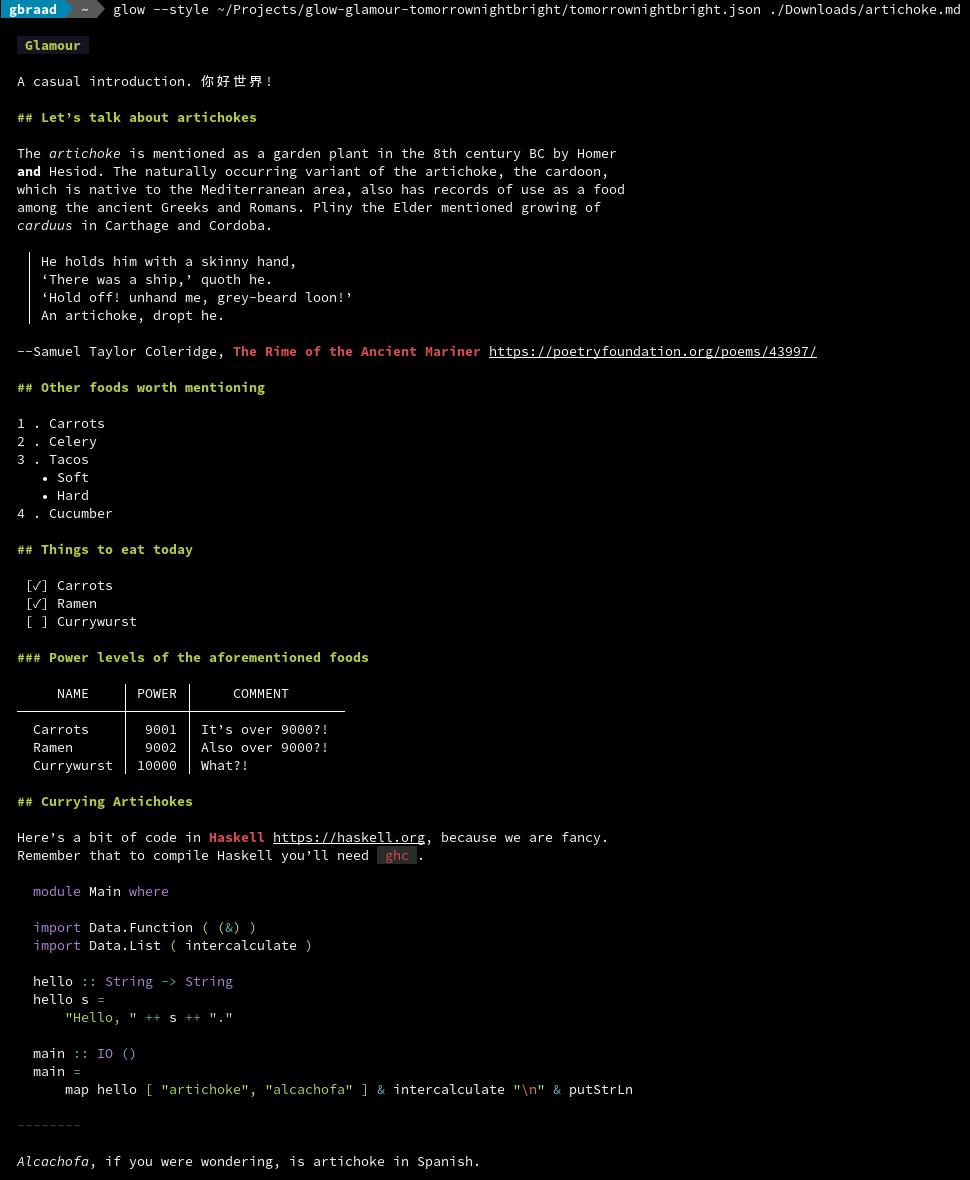 gbraad ~ glow --style ~/Projects/glow-glamour-tomorrownightbright/tomorrownightbright.json ./Downloads/artichoke.md
Glamour
A casual introduction. 你好世界!
## Let’s talk about artichokes
The artichoke is mentioned as a garden plant in the 8th century BC by Homer
and Hesiod. The naturally occurring variant of the artichoke, the cardoon,
which is native to the Mediterranean area, also has records of use as a food
among the ancient Greeks and Romans. Pliny the Elder mentioned growing of
carduus in Carthage and Cordoba.
He holds him with a skinny hand,
‘There was a ship,’ quoth he.
‘Hold off! unhand me, grey-beard loon!’
An artichoke, dropt he.
--Samuel Taylor Coleridge, The Rime of the Ancient Mariner https://poetryfoundation.org/poems/43997/
## Other foods worth mentioning
1 . Carrots
2 . Celery
3 . Tacos
• Soft
• Hard
4 . Cucumber
## Things to eat today
[✓] Carrots
[✓] Ramen
[ ] Currywurst
### Power levels of the aforementioned foods
NAME │ POWER │ COMMENT
Carrots │ 9001 │ It’s over 9000?!
Ramen │ 9002 │ Also over 9000?!
Currywurst │ 10000 │ What?!
## Currying Artichokes
Here’s a bit of code in Haskell https://haskell.org, because we are fancy.
Remember that to compile Haskell you’ll need ghc .
module Main where
import Data.Function ( (&) )
import Data.List ( intercalculate )
hello :: String -> String
hello s =
"Hello, " ++ s ++ "."
main :: IO ()
main =
map hello [ "artichoke", "alcachofa" ] & intercalculate "\n" & putStrLn
--------
Alcachofa, if you were wondering, is artichoke in Spanish.